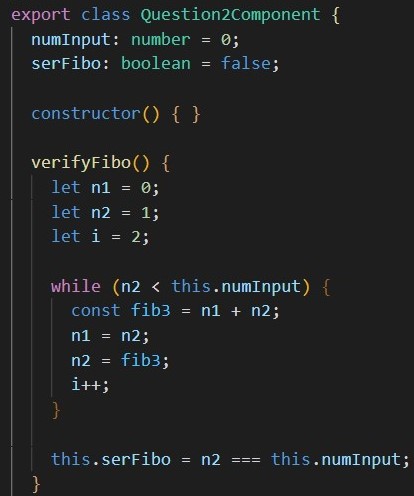 export class Question2Component {
numInput: number = 0;
serFibo: boolean = false;
constructor() { }
verifyFibo() {
let n1 = 0;
let n2 = 1;
let i = 2;
while (n2 < this.numInput) {
const fib3 = n1 + n2;
n1 = n2;
n2 = fib3;
i++;
}
this.serFibo = n2 === this.numInput;
}